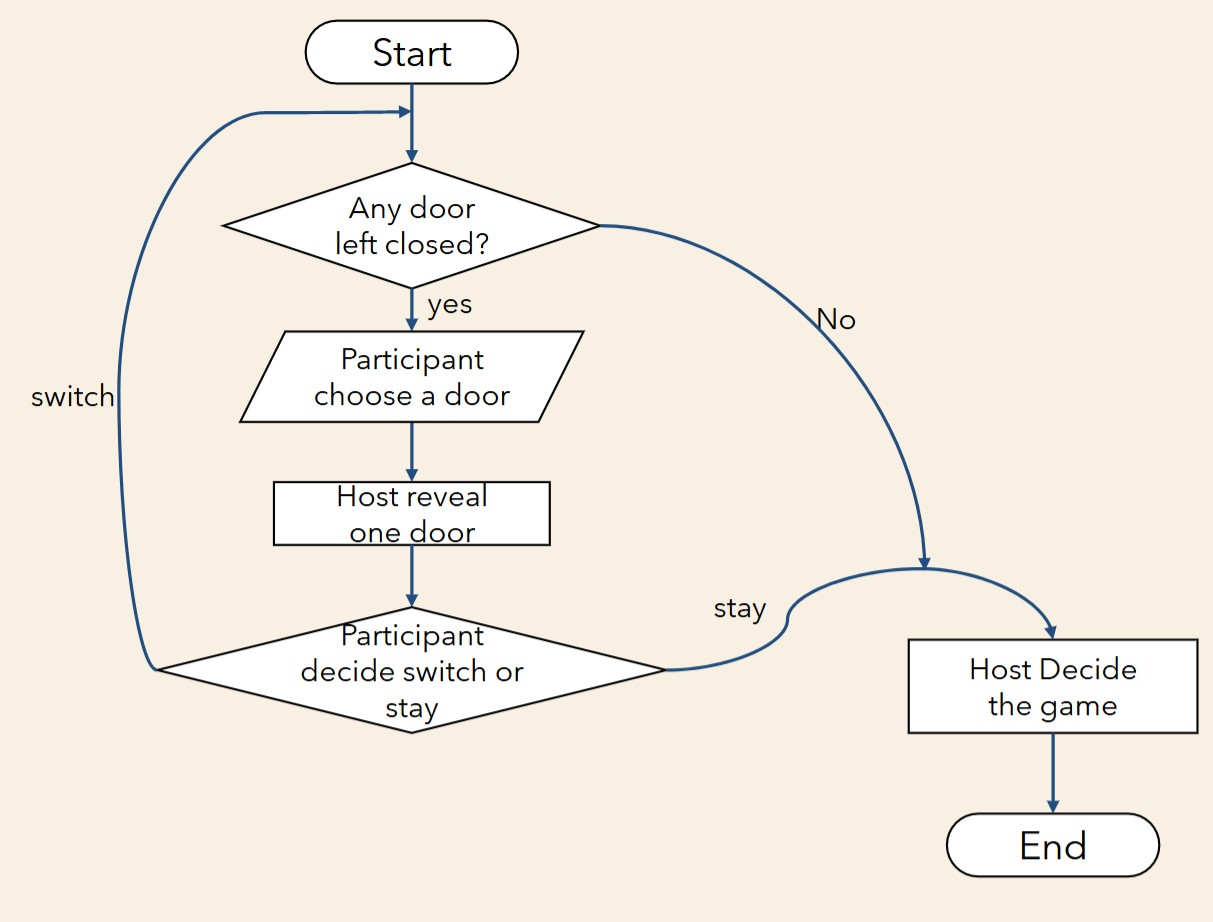 Start
Any door
left closed?
yes
No
Participant
choose a door
switch
Host reveal
one door
stay
Participant
decide switch or
stay
Host Decide
the game
End